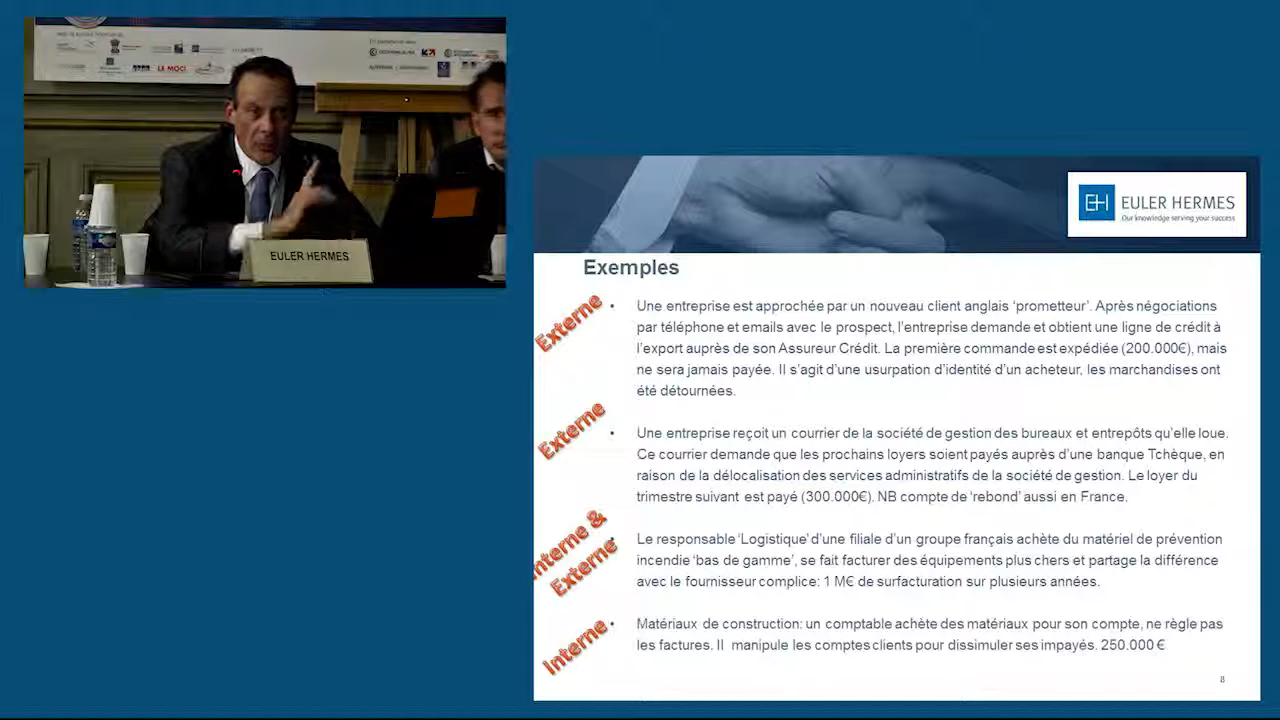 LE MOCI
EULER HERMES
EULER HERMES
Our knowledge serving your success
Exemples
Externe
• Une entreprise est approchée par un nouveau client anglais ‘prometteur’. Après négociations
par téléphone et emails avec le prospect, l’entreprise demande et obtient une ligne de crédit à
l’export auprès de son Assureur Crédit. La première commande est expédiée (200.000€), mais
ne sera jamais payée. Il s’agit d’une usurpation d’identité d’un acheteur, les marchandises ont
été détournées.
Externe
• Une entreprise reçoit un courrier de la société de gestion des bureaux et entrepôts qu’elle loue.
Ce courrier demande que les prochains loyers soient payés auprès d’une banque Tchèque, en
raison de la délocalisation des services administratifs de la société de gestion. Le loyer du
trimestre suivant est payé (300.000€). NB compte de ‘rebond’ aussi en France.
Interne &
Externe
• Le responsable ‘Logistique’ d’une filiale d’un groupe français achète du matériel de prévention
incendie ‘bas de gamme’, se fait facturer des équipements plus chers et partage la différence
avec le fournisseur complice: 1 M€ de surfacturation sur plusieurs années.
Interne
• Matériaux de construction: un comptable achète des matériaux pour son compte, ne règle pas
les factures. Il manipule les comptes clients pour dissimuler ses impayés. 250.000 €
8